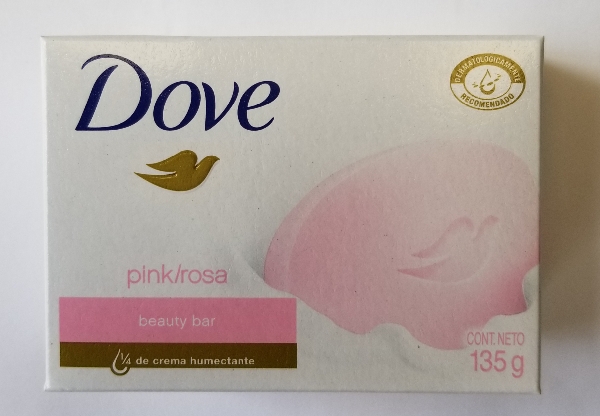 Dove
DERMATOLOGICAMENTE
RECOMENDADO
pink/rosa
beauty bar
1/4 de crema humectante
CONT. NETO
135 g